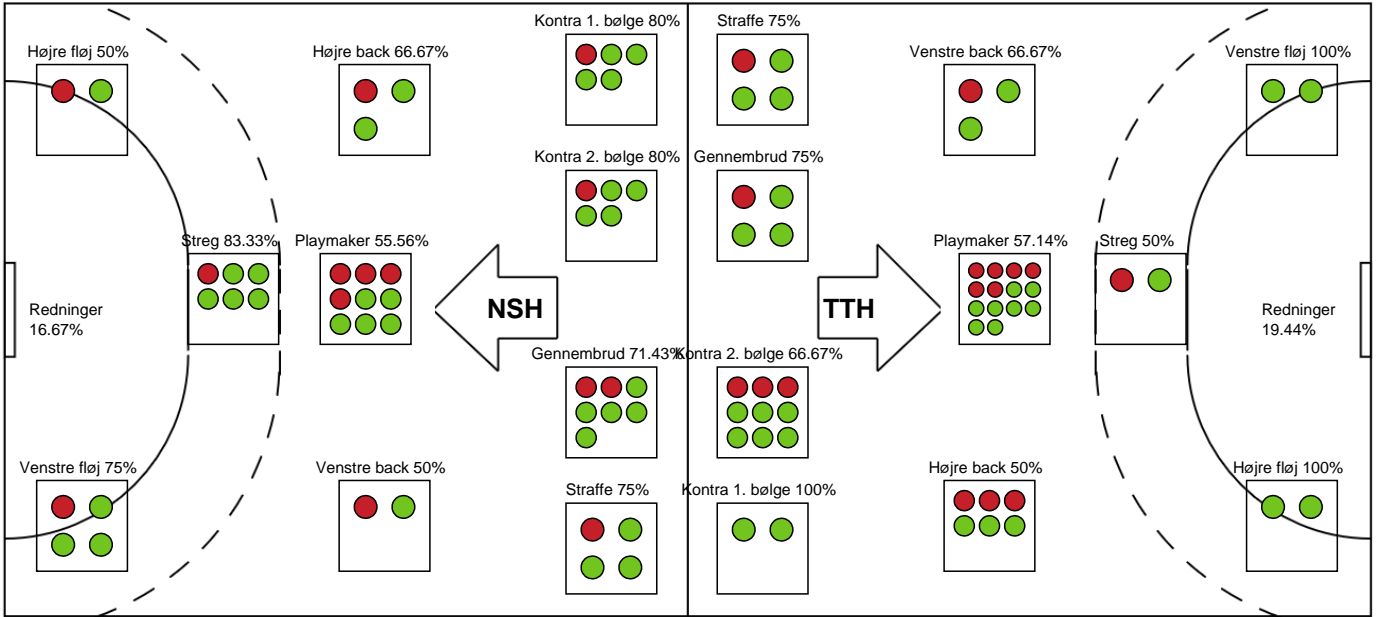 Kontra 1. bølge 80%
Straffe 75%
Højre fløj 50%
Højre back 66.67%
Venstre back 66.67%
Venstre fløj 100%
Kontra 2. bølge 80%
Gennembrud 75%
Streg 83.33%
Playmaker 55.56%
Playmaker 57.14%
Streg 50%
Redninger
16.67%
NSH
TTH
Redninger
19.44%
Gennembrud 71.43%
Kontra 2. bølge 66.67%
Venstre fløj 75%
Venstre back 50%
Højre back 50%
Højre fløj 100%
Straffe 75%
Kontra 1. bølge 100%